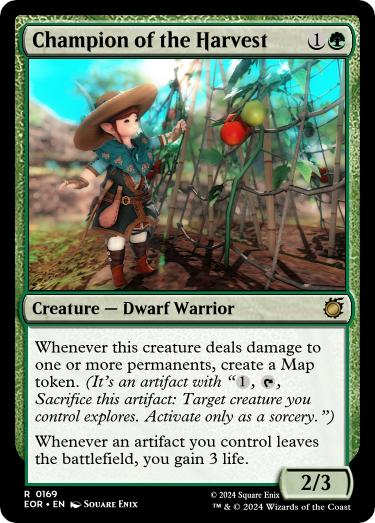 Champion of the Harvest 1
Creature — Dwarf Warrior
Whenever this creature deals damage to
one or more permanents, create a Map
token. (It's an artifact with “1, T,
Sacrifice this artifact: Target creature you
control explores. Activate only as a sorcery.”)
Whenever an artifact you control leaves
the battlefield, you gain 3 life.
2/3
R 0169
EOR • EN Square Enix
© 2024 Square Enix
™ & © 2024 Wizards of the Coast